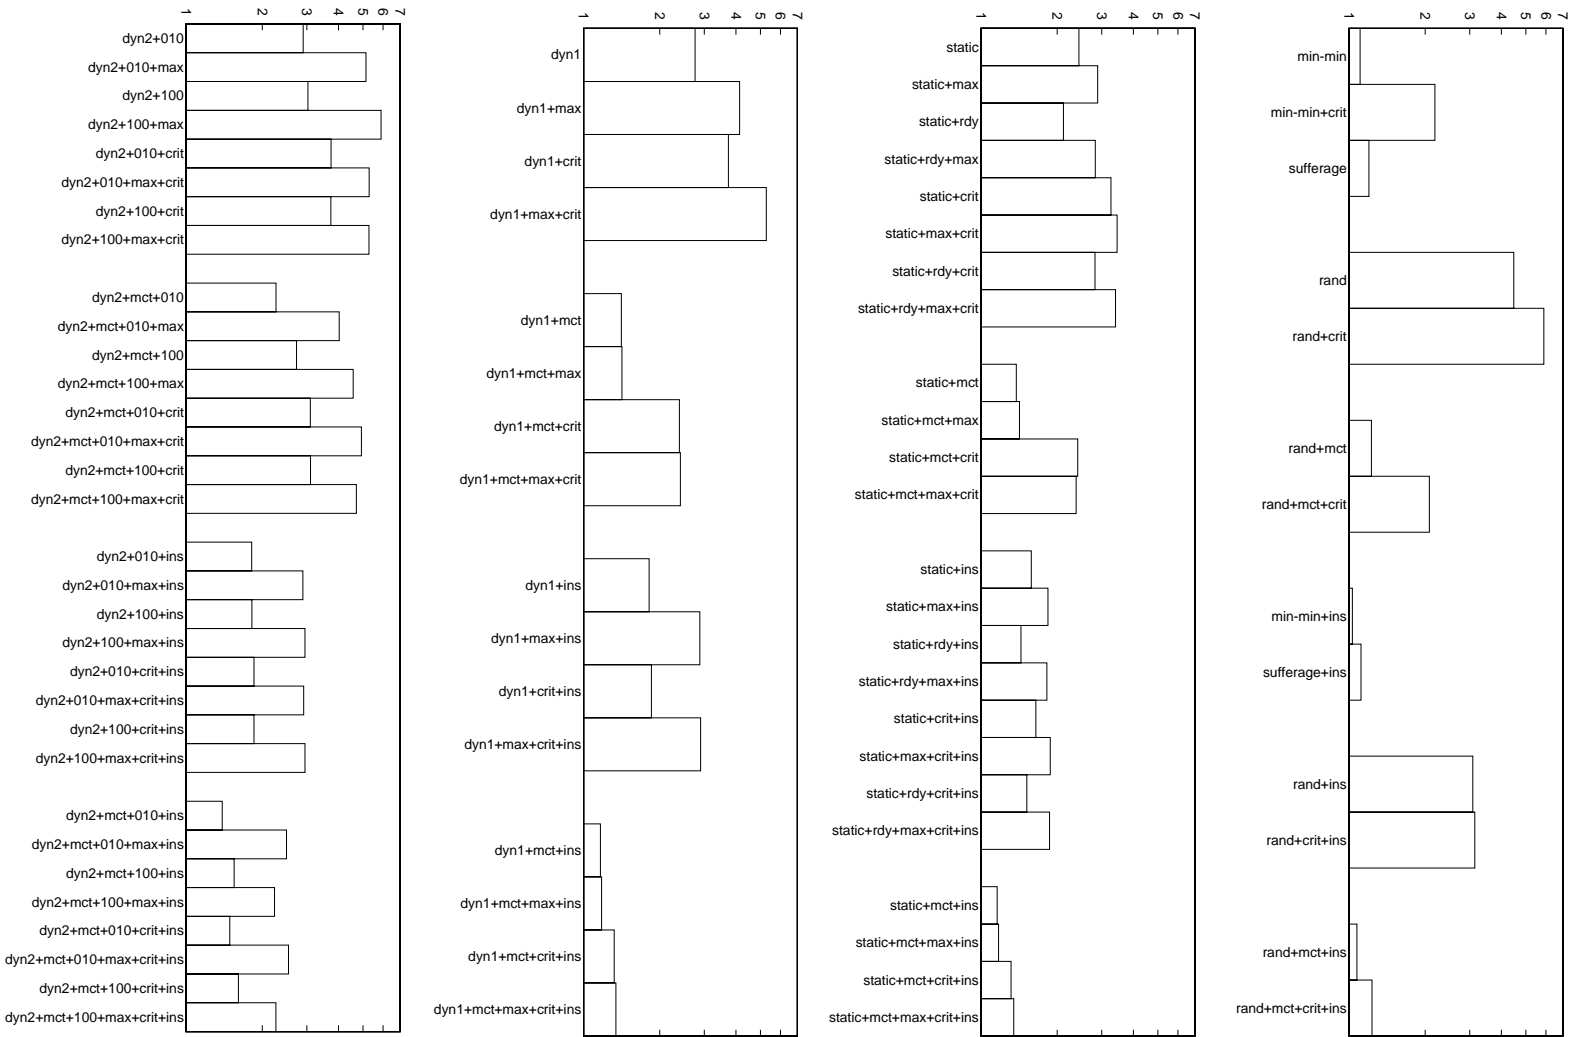 1 2 3 4 5 6 7
dyn2+010
dyn2+010+max
dyn2+100
dyn2+100+max
dyn2+010+crit
dyn2+010+max+crit
dyn2+100+crit
dyn2+100+max+crit
dyn2+mct+010
dyn2+mct+010+max
dyn2+mct+100
dyn2+mct+100+max
dyn2+mct+010+crit
dyn2+mct+010+max+crit
dyn2+mct+100+crit
dyn2+mct+100+max+crit
dyn2+010+ins
dyn2+010+max+ins
dyn2+100+ins
dyn2+100+max+ins
dyn2+010+crit+ins
dyn2+010+max+crit+ins
dyn2+100+crit+ins
dyn2+100+max+crit+ins
dyn2+mct+010+ins
dyn2+mct+010+max+ins
dyn2+mct+100+ins
dyn2+mct+100+max+ins
dyn2+mct+010+crit+ins
dyn2+mct+010+max+crit+ins
dyn2+mct+100+crit+ins
dyn2+mct+100+max+crit+ins
1 2 3 4 5 6 7
dyn1
dyn1+max
dyn1+crit
dyn1+max+crit
dyn1+mct
dyn1+mct+max
dyn1+mct+crit
dyn1+mct+max+crit
dyn1+ins
dyn1+max+ins
dyn1+crit+ins
dyn1+max+crit+ins
dyn1+mct+ins
dyn1+mct+max+ins
dyn1+mct+crit+ins
dyn1+mct+max+crit+ins
1 2 3 4 5 6 7
static
static+max
static+rdy
static+rdy+max
static+crit
static+max+crit
static+rdy+crit
static+rdy+max+crit
static+mct
static+mct+max
static+mct+crit
static+mct+max+crit
static+ins
static+max+ins
static+rdy+ins
static+rdy+max+ins
static+crit+ins
static+max+crit+ins
static+rdy+crit+ins
static+rdy+max+crit+ins
static+mct+ins
static+mct+max+ins
static+mct+crit+ins
static+mct+max+crit+ins
1 2 3 4 5 6 7
min-min
min-min+crit
sufferage
rand
rand+crit
rand+mct
rand+mct+crit
min-min+ins
sufferage+ins
rand+ins
rand+crit+ins
rand+mct+ins
rand+mct+crit+ins